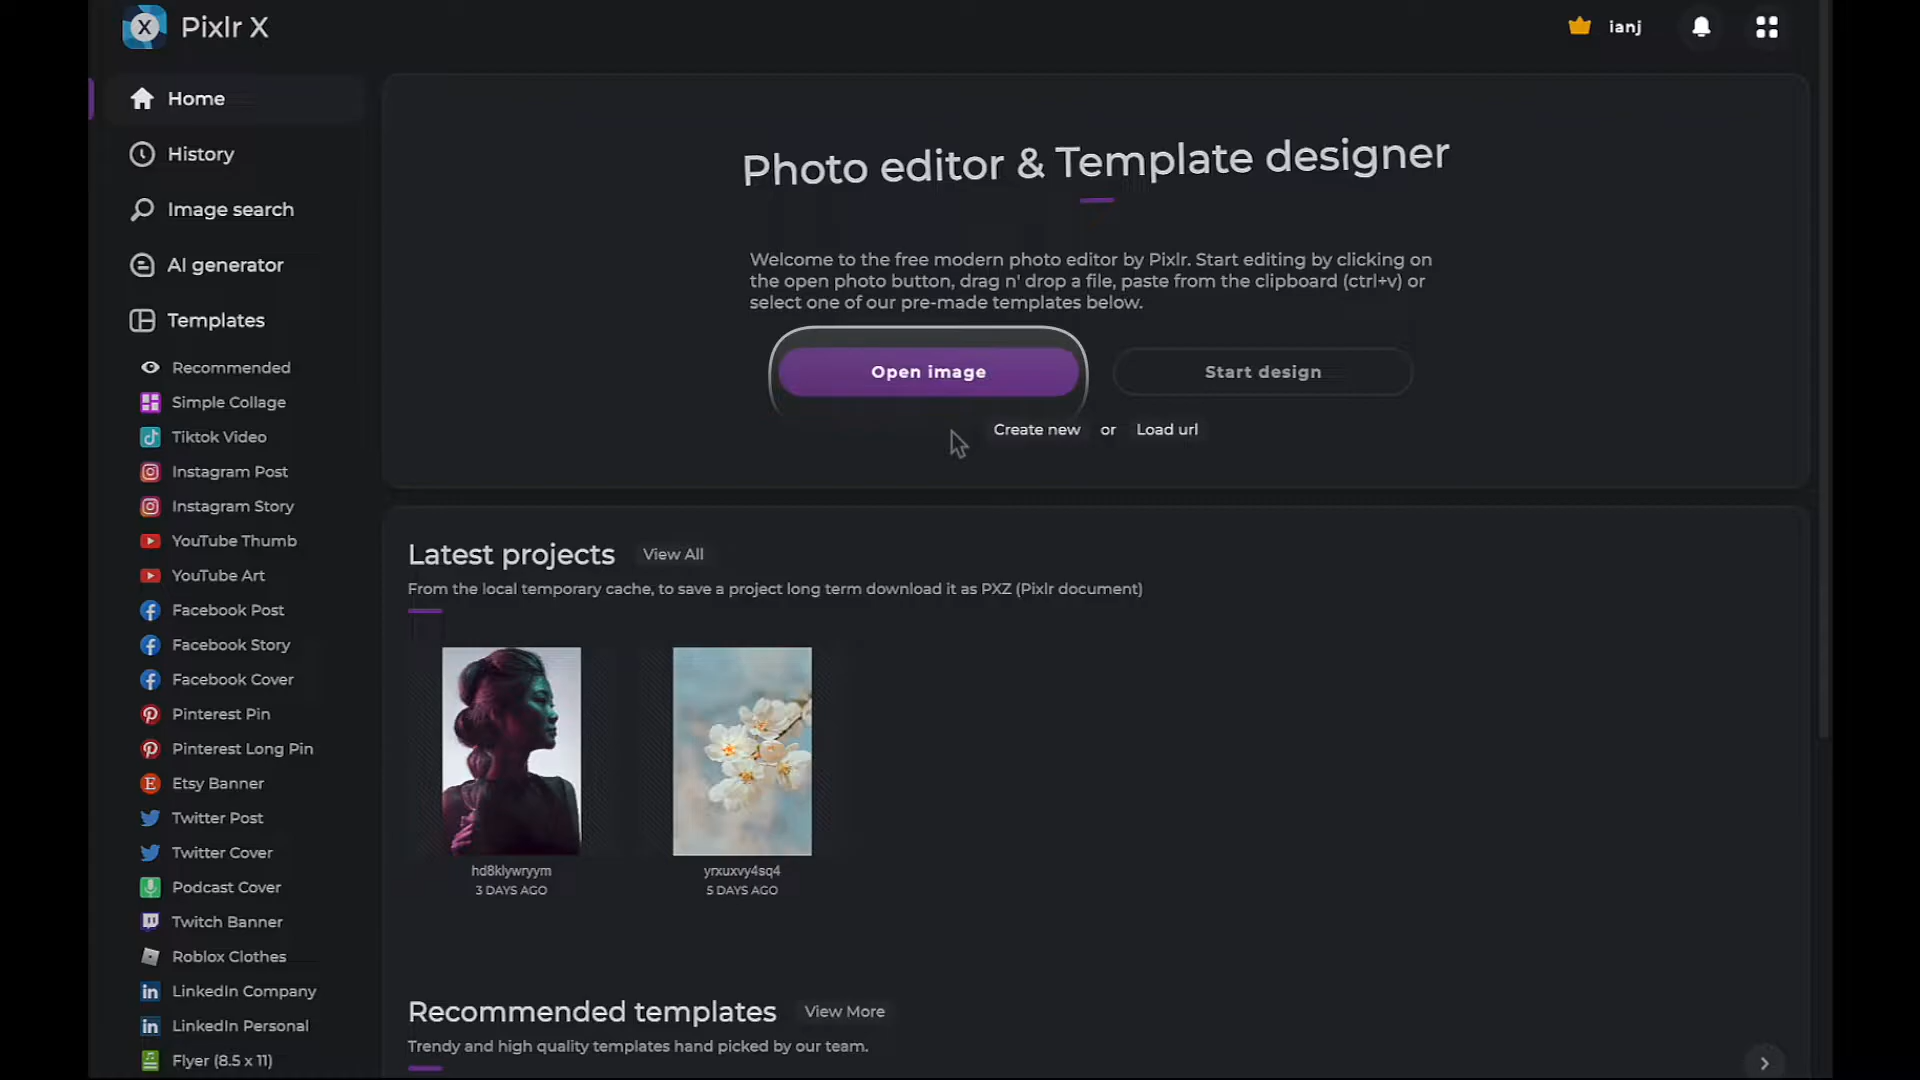 Pixlr X
ianj
Home
History
Image search
AI generator
Templates
Recommended
Simple Collage
Tiktok Video
Instagram Post
Instagram Story
YouTube Thumb
YouTube Art
Facebook Post
Facebook Story
Facebook Cover
Pinterest Pin
Pinterest Long Pin
Etsy Banner
Twitter Post
Twitter Cover
Podcast Cover
Twitch Banner
Roblox Clothes
LinkedIn Company
LinkedIn Personal
Flyer (8.5 x 11)
Photo editor & Template designer
Welcome to the free modern photo editor by Pixlr. Start editing by clicking on
the open photo button, drag n' drop a file, paste from the clipboard (ctrl+v) or
select one of our pre-made templates below.
Open image
Start design
Create new or Load url
Latest projects View All
From the local temporary cache, to save a project long term download it as PXZ (Pixlr document)
hd8klywryym
3 DAYS AGO
yrxuxvy4sq4
5 DAYS AGO
Recommended templates View More
Trendy and high quality templates hand picked by our team.